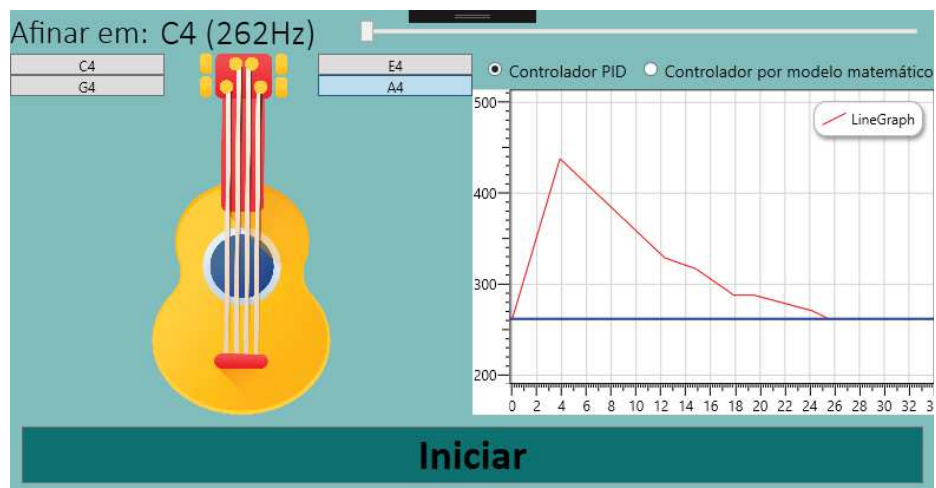 Afinar em: C4 (262Hz)
C4
E4
G4
A4
Controlador PID
Controlador por modelo matemático
LineGraph
500
400
300
200
0 2 4 6 8 10 12 14 16 18 20 22 24 26 28 30 32 3
Iniciar